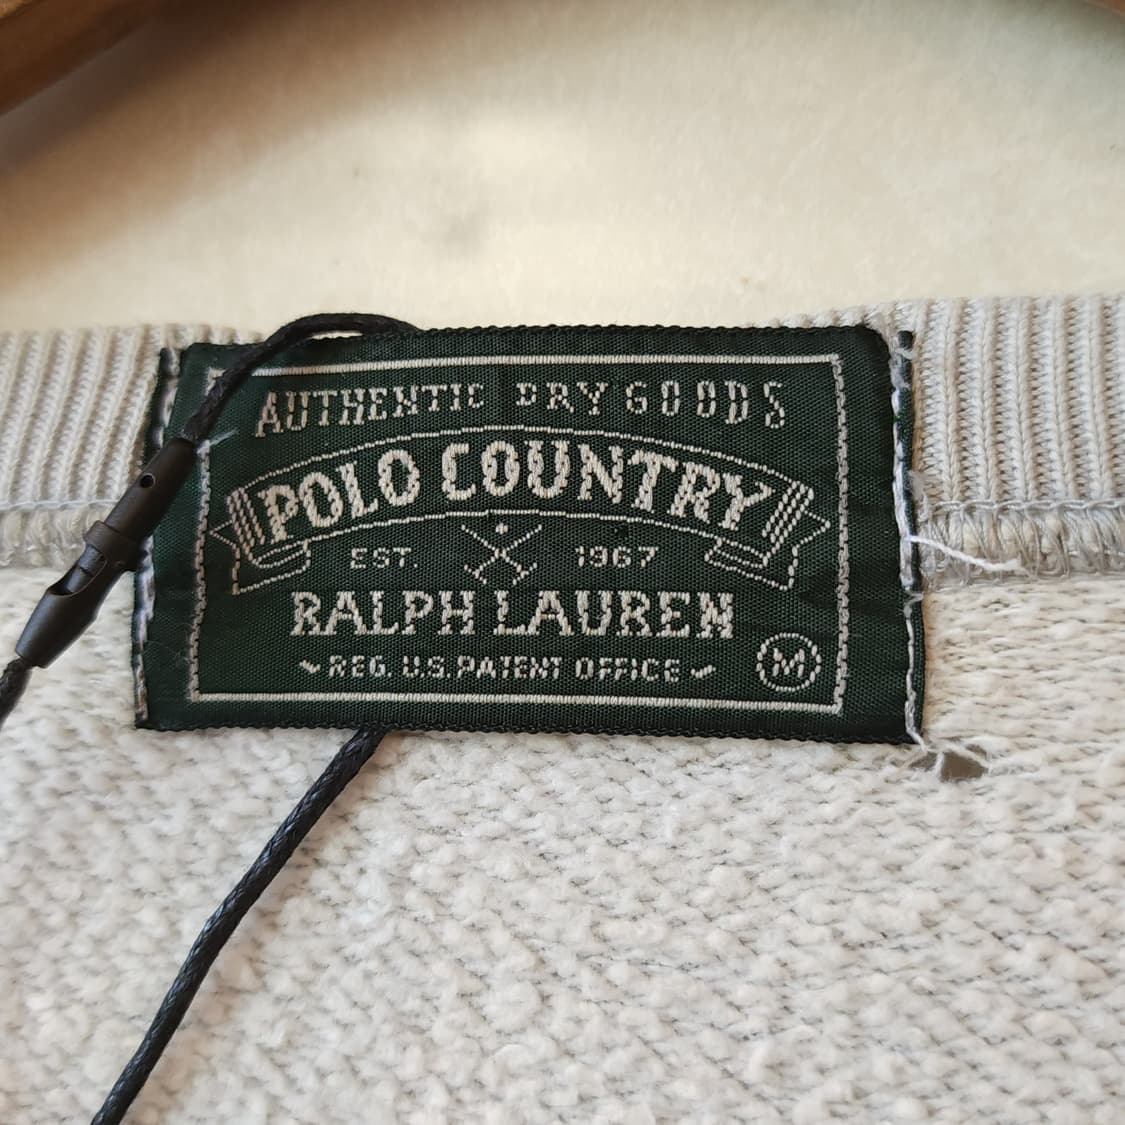 AUTHENTIC DRY GOODS
POLO COUNTRY
EST. 1967
RALPH LAUREN
REG. U.S. PATENT OFFICE
M